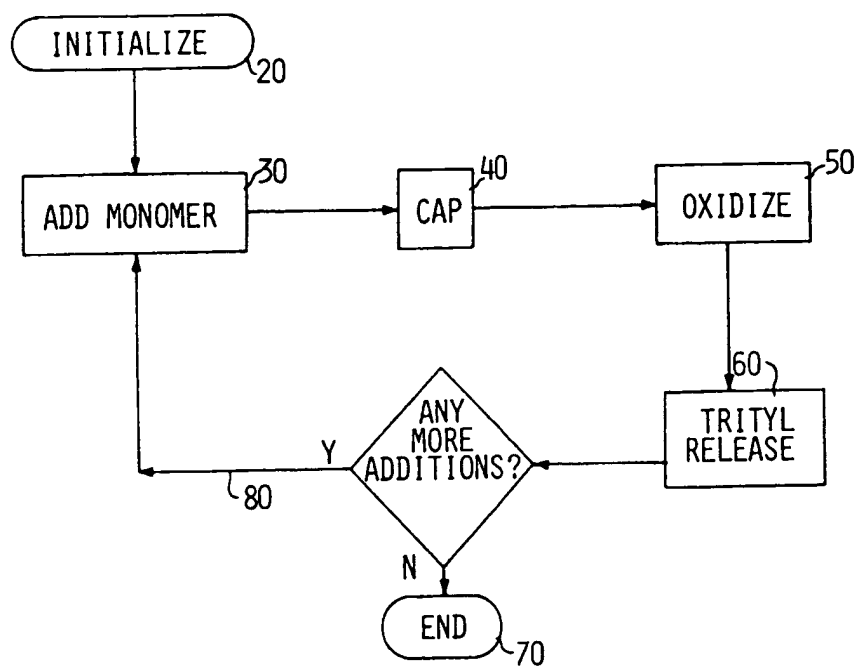 INITIALIZE
20
30
ADD MONOMER
40
CAP
50
OXIDIZE
60
TRITYL
RELEASE
ANY
MORE
ADDITIONS?
Y
80
N
END
70